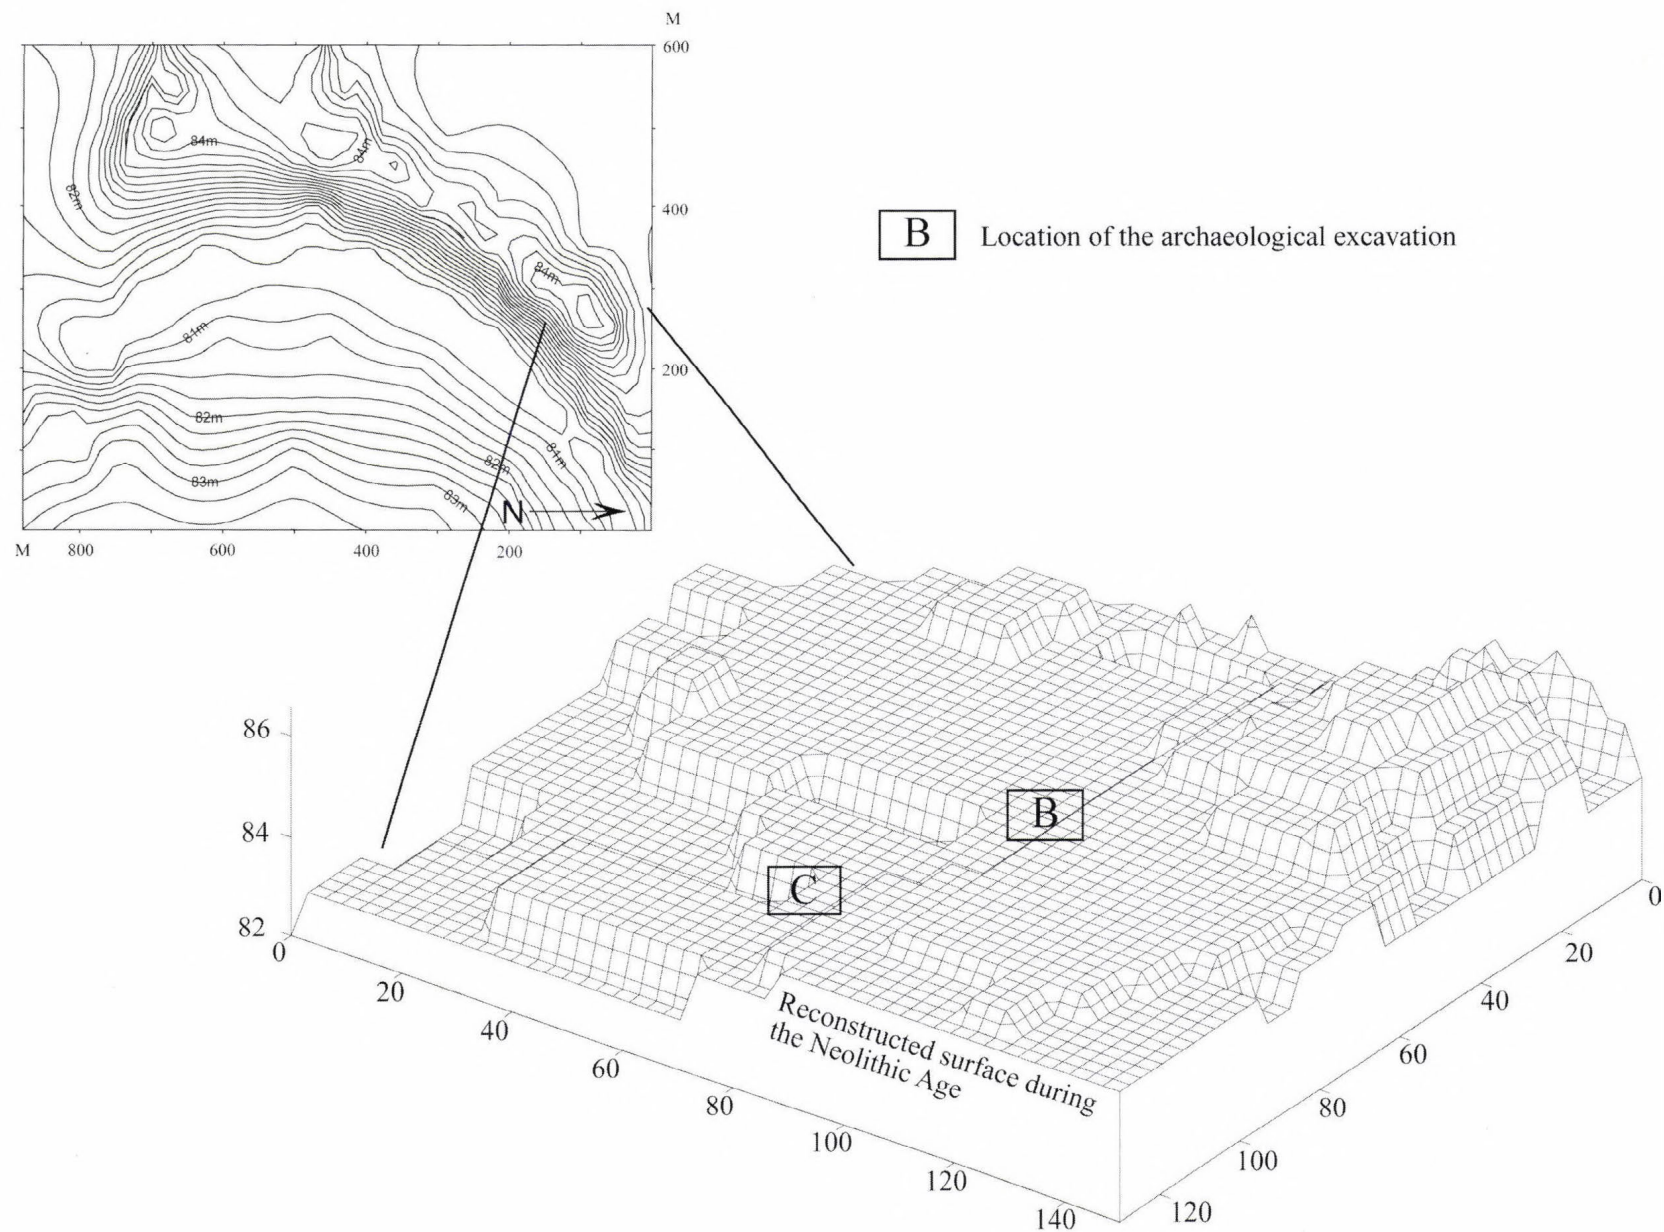 M
600
84m
84m
82m
400
B Location of the archaeological excavation
84m
81m
200
82m
81m
82m
83m
83m
N
M 800 600 400 200
86
84
82
B
C
0
20
40
60
80
100
120
140
0
20
40
60
80
100
120
Reconstructed surface during
the Neolithic Age